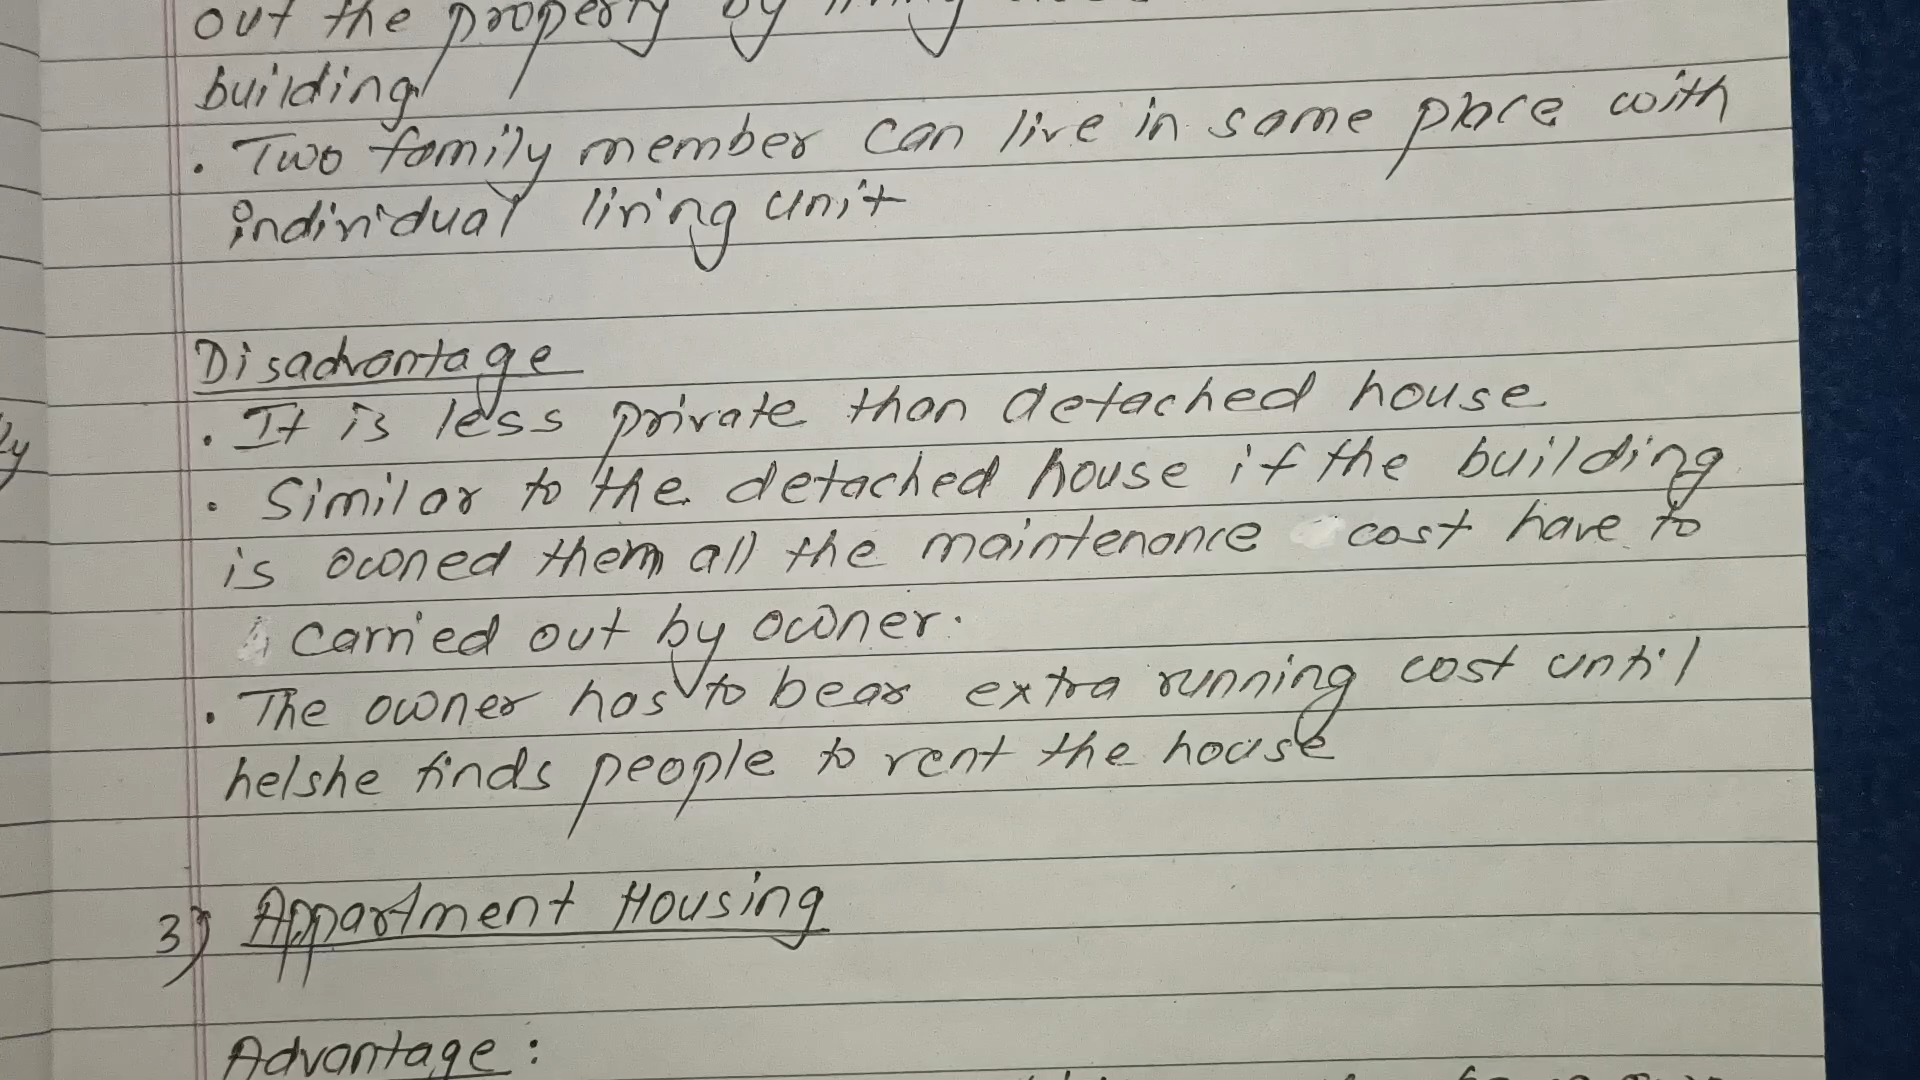 out the property by living
building
. Two family member can live in same place with
individual living unit
Disadvantage
. It is less private than detached house
. Similar to the detached house if the building
is owned them all the maintenance cost have to
carried out by owner.
. The owner has to bear extra running cost until
he/she finds people to rent the house
3) Appartment Housing
Advantage :